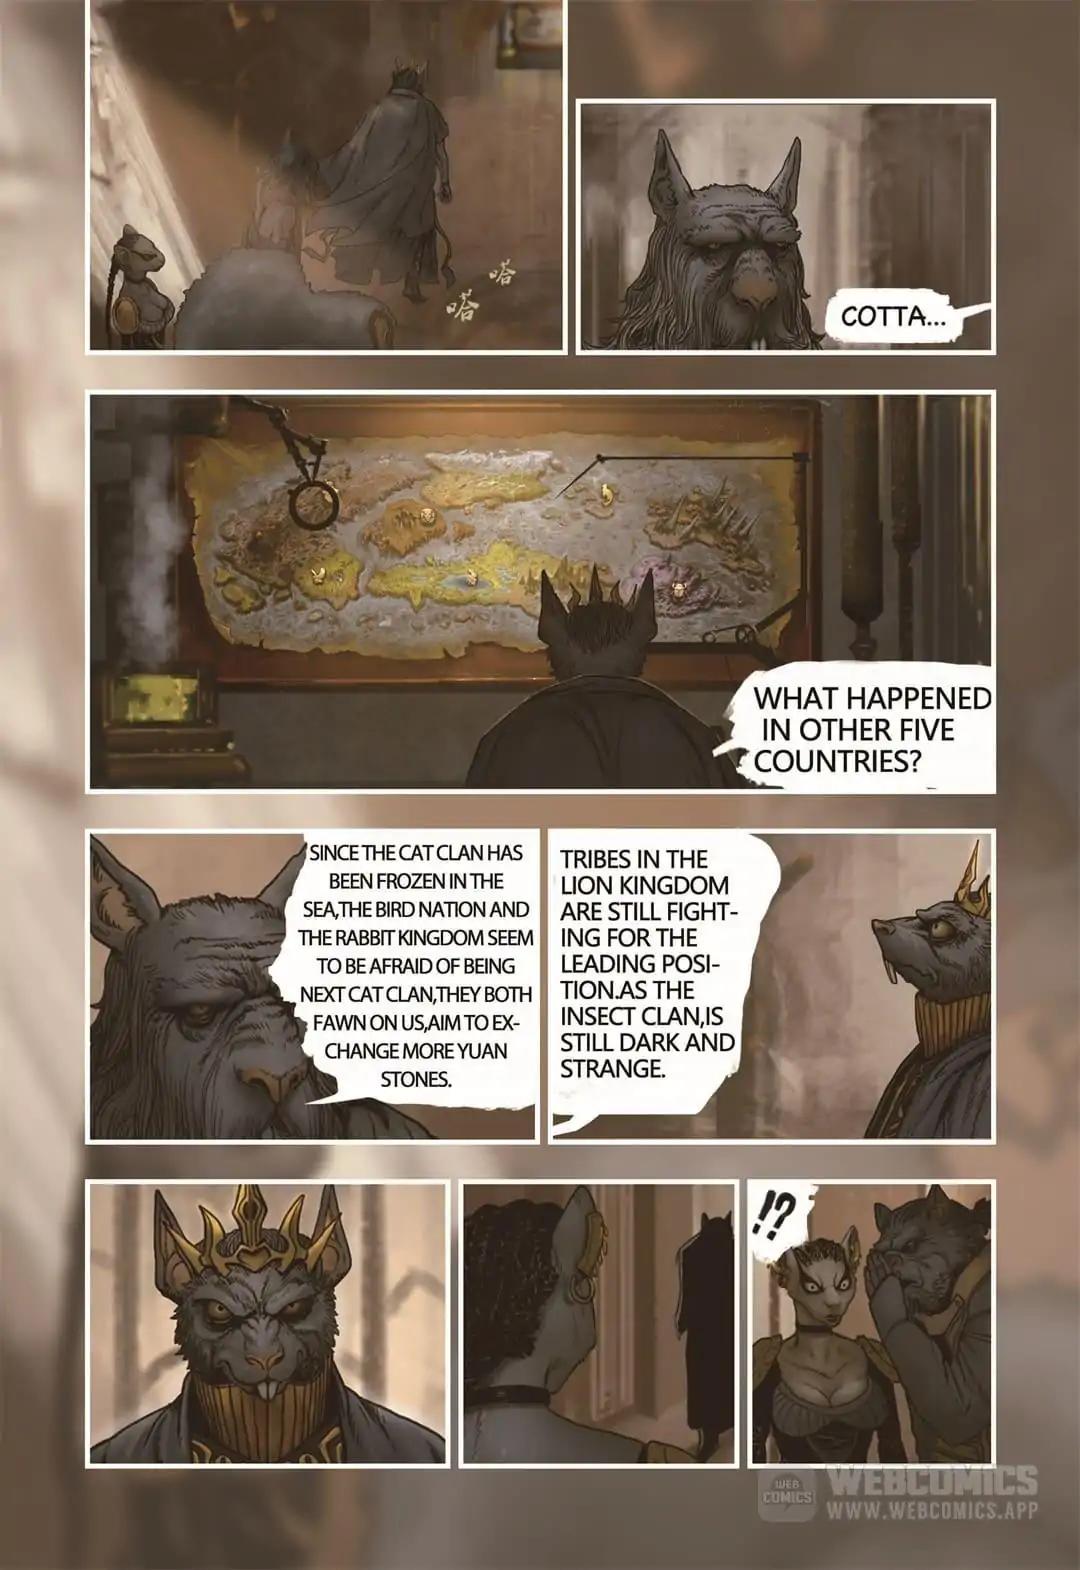 嗒
嗒
COTTA...
WHAT HAPPENED
IN OTHER FIVE
COUNTRIES?
SINCE THE CAT CLAN HAS
BEEN FROZEN IN THE
SEA,THE BIRD NATION AND
THE RABBIT KINGDOM SEEM
TO BE AFRAID OF BEING
NEXT CAT CLAN,THEY BOTH
FAWN ON US,AIM TO EX-
CHANGE MORE YUAN
STONES.
TRIBES IN THE
LION KINGDOM
ARE STILL FIGHT-
ING FOR THE
LEADING POSI-
TION.AS THE
INSECT CLAN,IS
STILL DARK AND
STRANGE.
!?
WEB
COMICS
WEBCOMICS
WWW.WEBCOMICS.APP